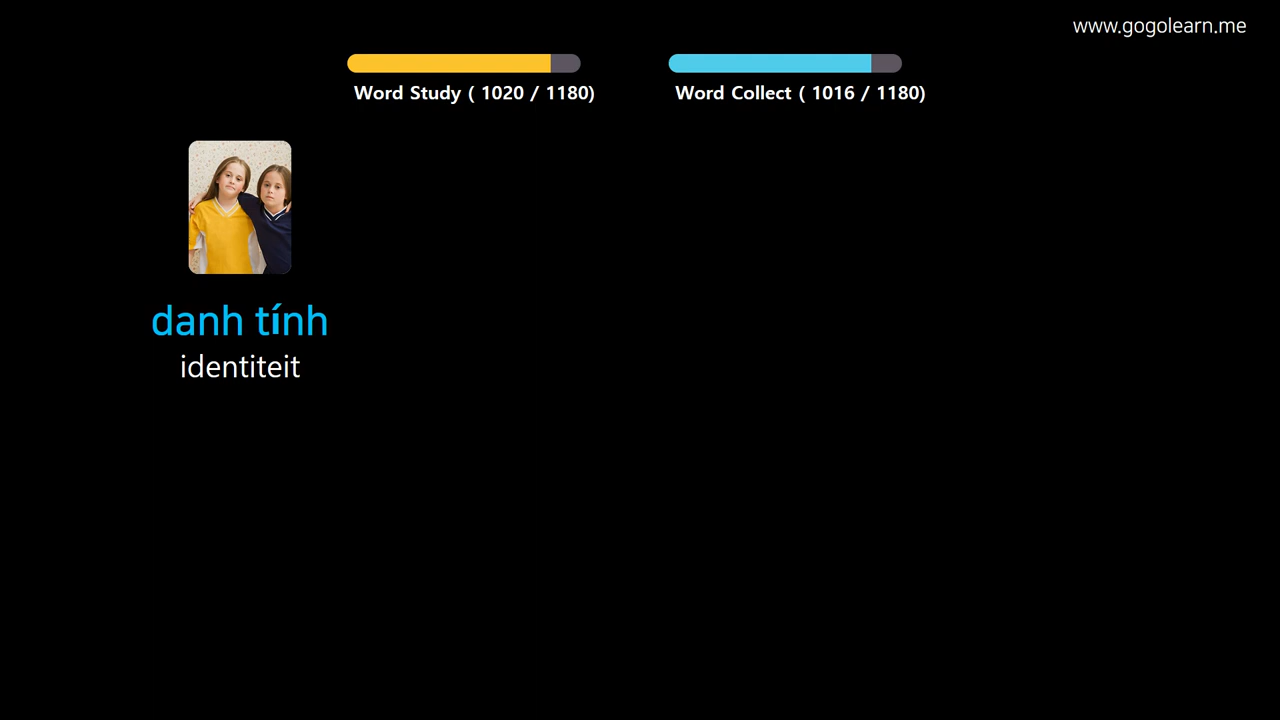 www.gogolearn.me
Word Study ( 1020 / 1180)
Word Collect ( 1016 / 1180)
danh tính
identiteit